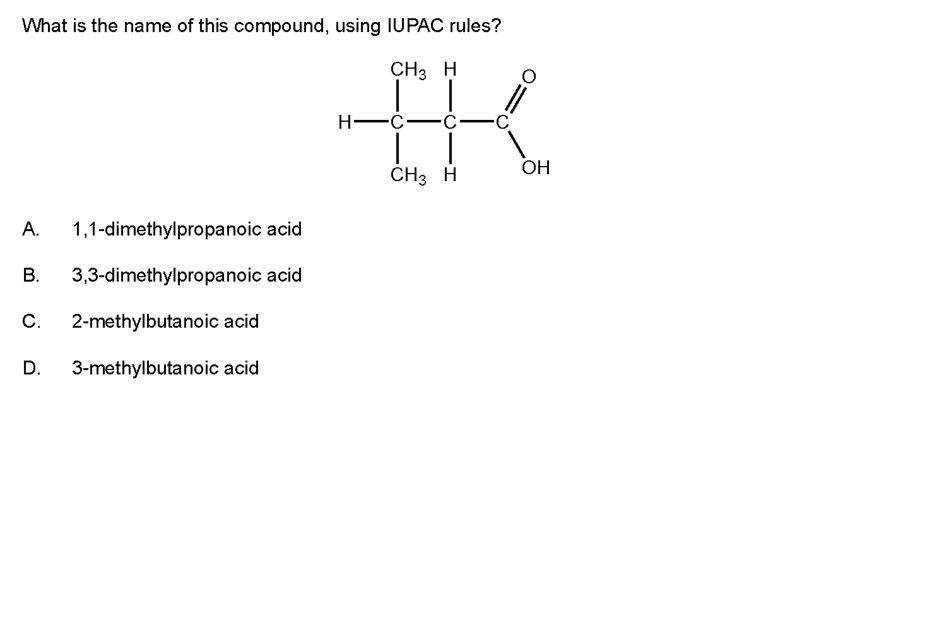 What is the name of this compound, using IUPAC rules?
CH₃ H
O
H C C C
CH₃ H
OH
A. 1,1-dimethylpropanoic acid
B. 3,3-dimethylpropanoic acid
C. 2-methylbutanoic acid
D. 3-methylbutanoic acid